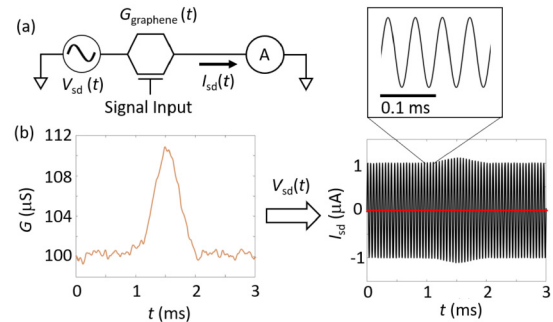 (a)
G_graphene (t)
V_sd (t)
I_sd(t)
A
Signal Input
0.1 ms
(b)
112
108
104
100
G (μS)
0
1
2
3
t (ms)
V_sd(t)
1
0
-1
I_sd (μA)
0
1
2
3
t (ms)